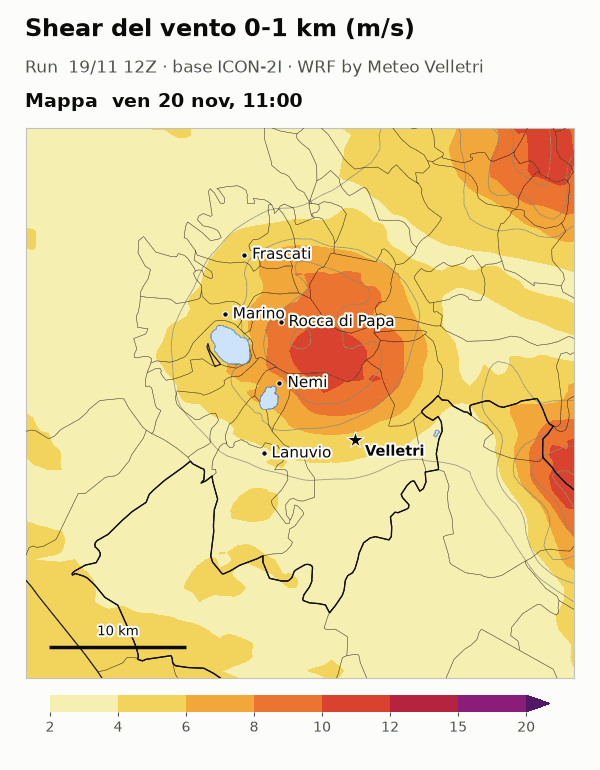 Shear del vento 0-1 km (m/s)
Run  19/11 12Z · base ICON-2I · WRF by Meteo Velletri
Mappa  ven 20 nov, 11:00
Frascati
Marino
Rocca di Papa
Nemi
Velletri
Lanuvio
10 km
2 4 6 8 10 12 15 20